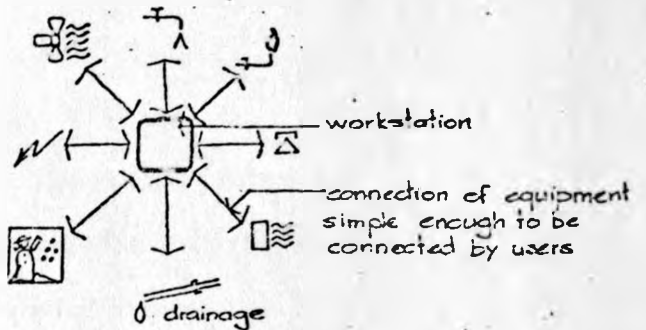 workstation
connection of equipment
simple enough to be
connected by users
drainage